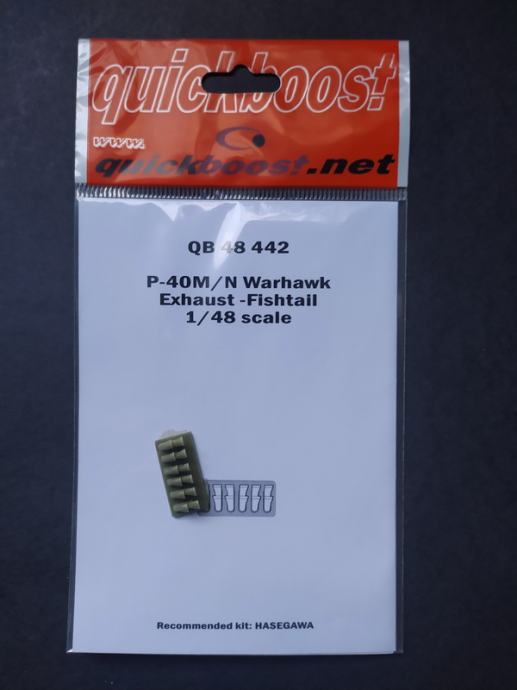 quickboost
www.
quickboost.net
QB 48 442
P-40M/N Warhawk
Exhaust -Fishtail
1/48 scale
Recommended kit: HASEGAWA